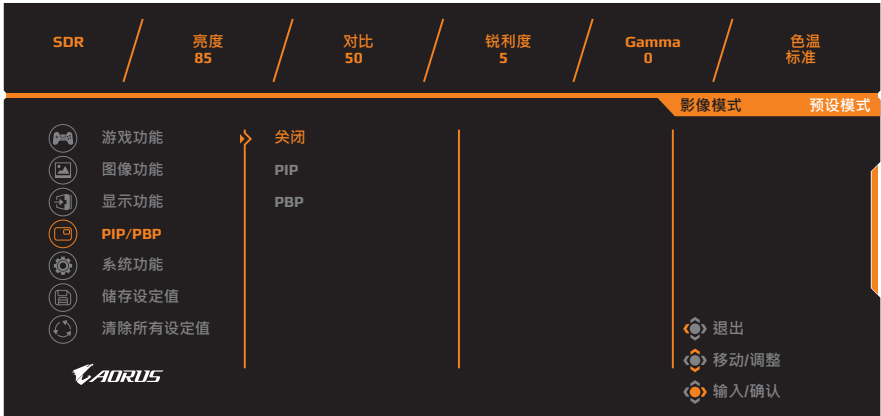 SDR 亮度 对比 锐利度 Gamma 色温
85 50 5 0 标准
影像模式 预设模式
游戏功能 关闭
图像功能 PIP
显示功能 PBP
PIP/PBP
系统功能
储存设定值
清除所有设定值
退出
移动/调整
输入/确认
AORUS